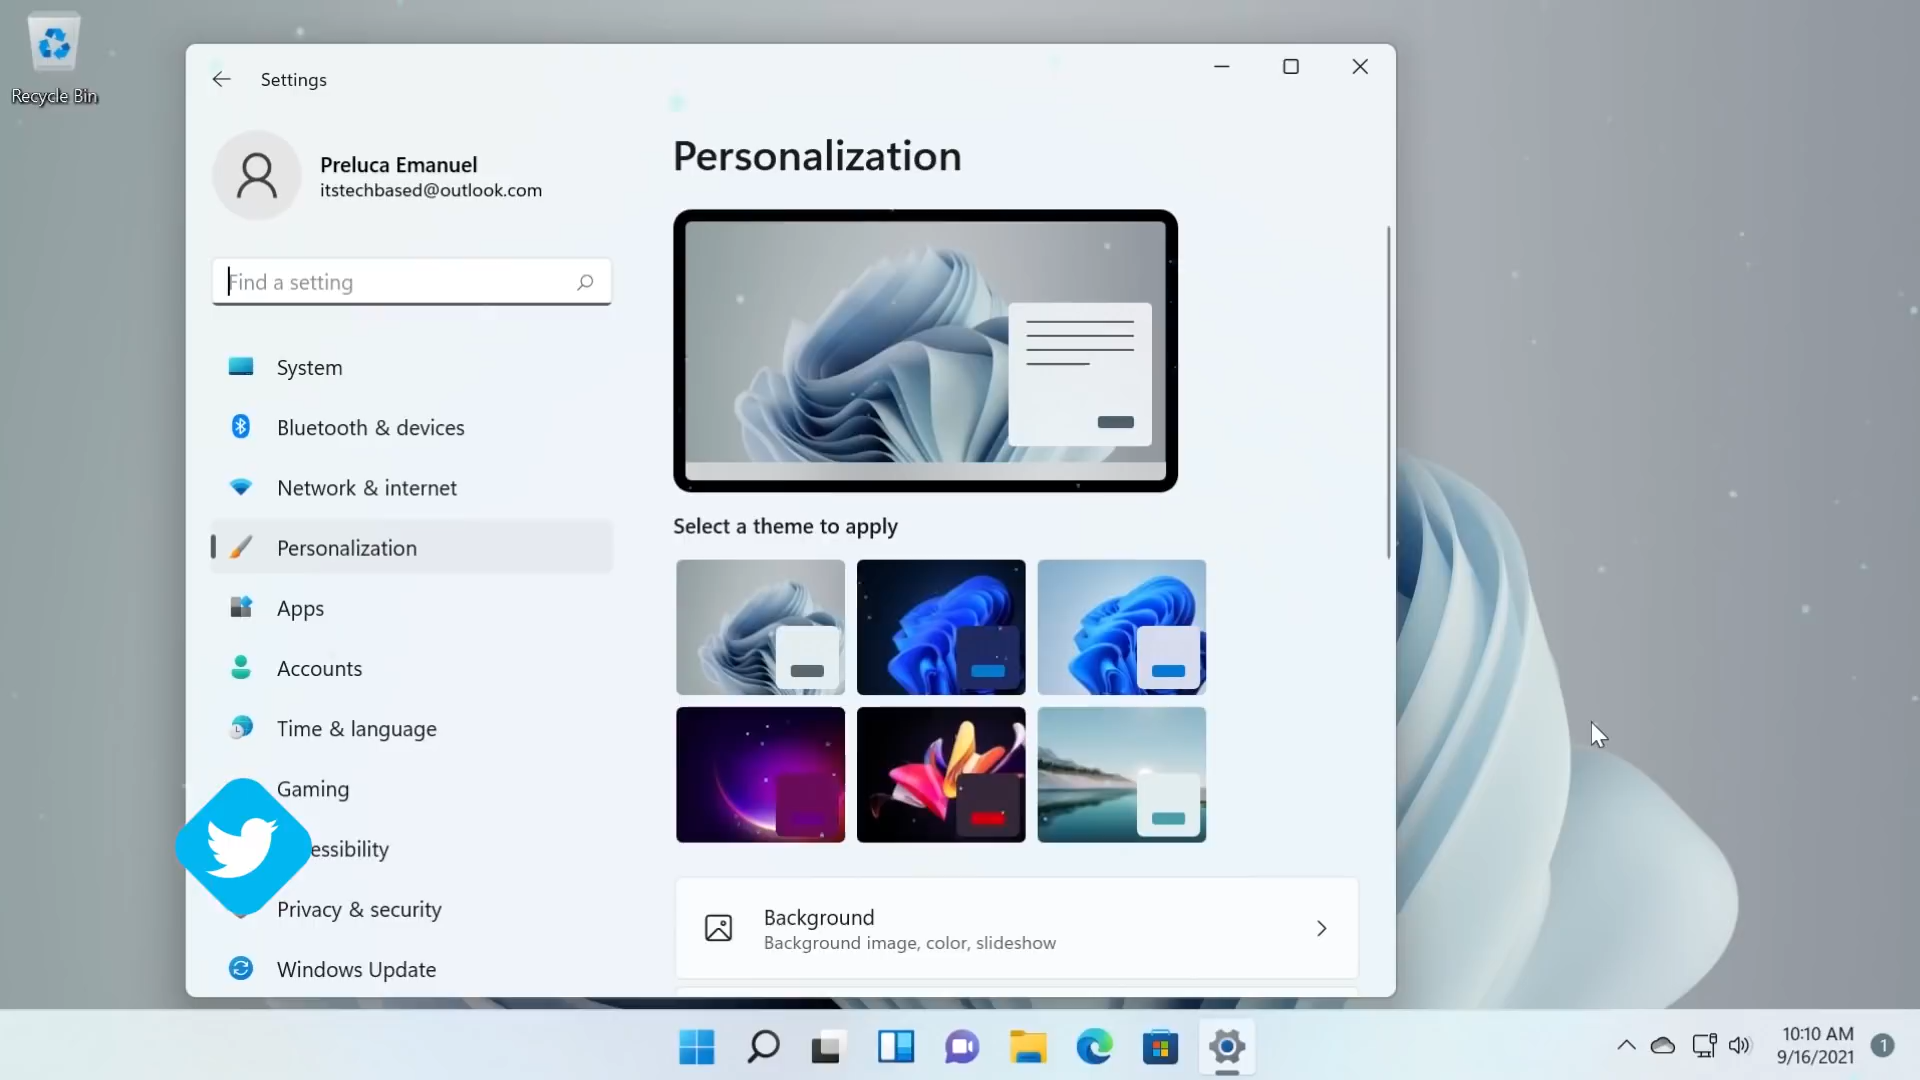 Recycle Bin
Settings
Preluca Emanuel
itstechbased@outlook.com
Find a setting
System
Bluetooth & devices
Network & internet
Personalization
Apps
Accounts
Time & language
Gaming
essibility
Privacy & security
Windows Update
Personalization
Select a theme to apply
Background
Background image, color, slideshow
10:10 AM
9/16/2021
1